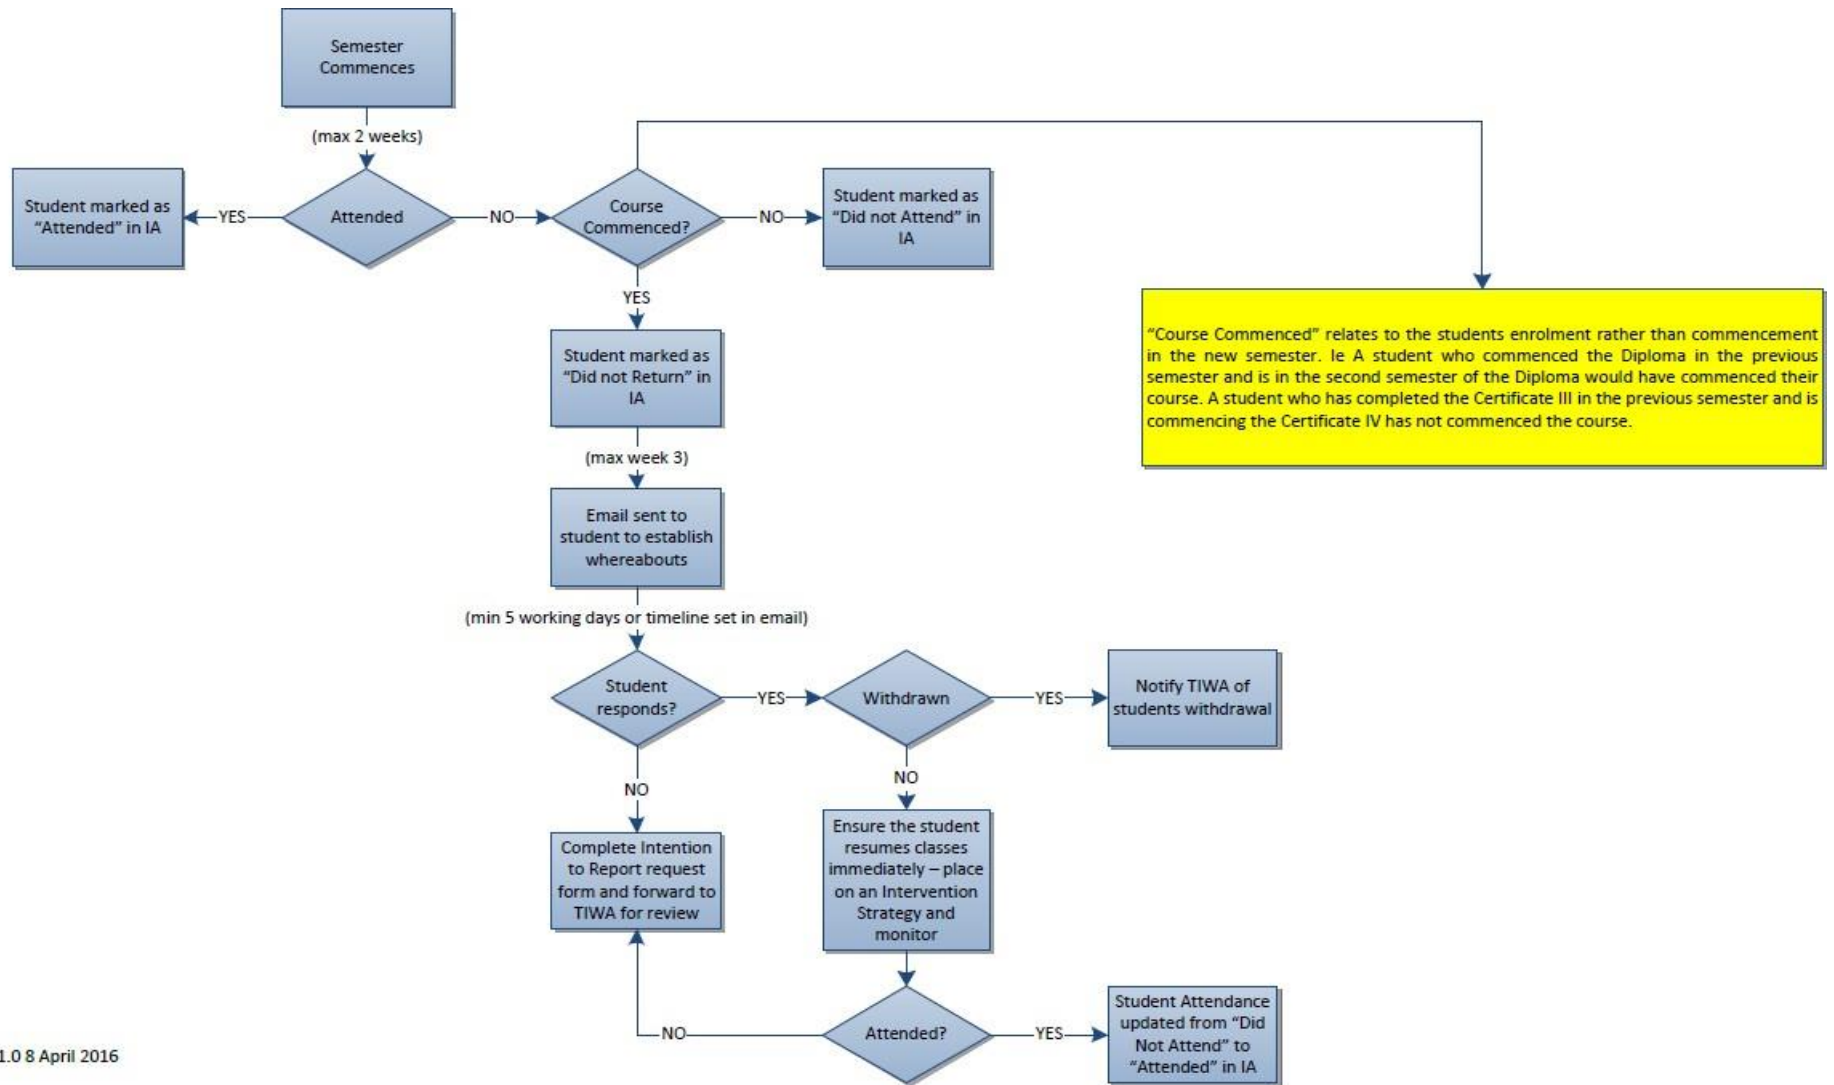 Semester
Commences
(max 2 weeks)
Student marked as
"Attended" in IA
YES
Attended
NO
Course
Commenced?
NO
Student marked as
"Did not Attend" in
IA
YES
Student marked as
"Did not Return" in
IA
"Course Commenced" relates to the students enrolment rather than commencement
in the new semester. Ie A student who commenced the Diploma in the previous
semester and is in the second semester of the Diploma would have commenced their
course. A student who has completed the Certificate III in the previous semester and is
commencing the Certificate IV has not commenced the course.
(max week 3)
Email sent to
student to establish
whereabouts
(min 5 working days or timeline set in email)
Student
responds?
YES
Withdrawn
YES
Notify TIWA of
students withdrawal
NO
NO
Complete Intention
to Report request
form and forward to
TIWA for review
Ensure the student
resumes classes
immediately – place
on an Intervention
Strategy and
monitor
NO
Attended?
YES
Student Attendance
updated from "Did
Not Attend" to
"Attended" in IA
1.0 8 April 2016